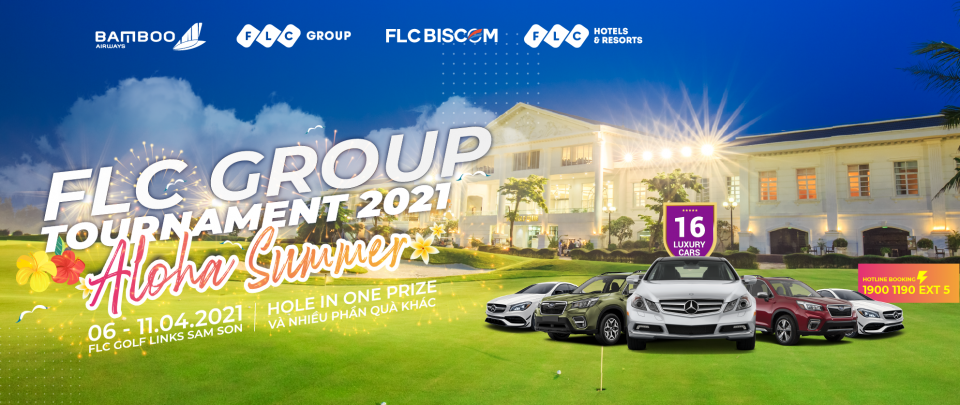 BAMBOO
AIRWAYS
FLC GROUP
FLC BISCOM
FLC HOTELS
& RESORTS
FLC GROUP
TOURNAMENT 2021
Aloha Summer
06 - 11.04.2021
FLC GOLF LINKS SAM SON
HOLE IN ONE PRIZE
VÀ NHIỀU PHẦN QUÀ KHÁC
16
LUXURY
CARS
HOTLINE BOOKING
1900 1190 EXT 5